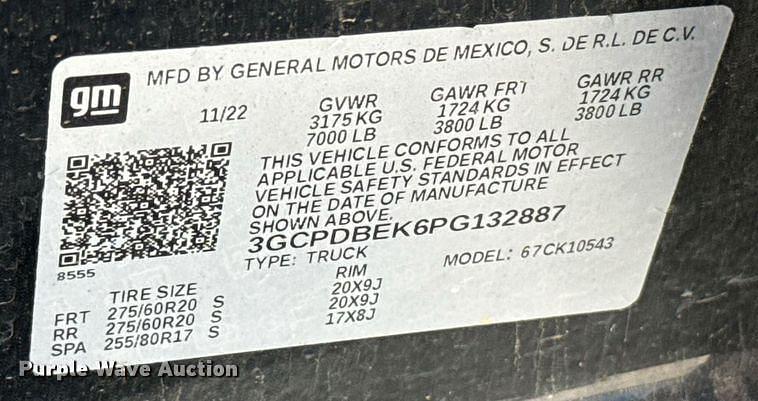 gm
MFD BY GENERAL MOTORS DE MEXICO, S. DE R.L. DE C.V.
11/22 GVWR GAWR FRT GAWR RR
3175 KG 1724 KG 1724 KG
7000 LB 3800 LB 3800 LB
THIS VEHICLE CONFORMS TO ALL
APPLICABLE U.S. FEDERAL MOTOR
VEHICLE SAFETY STANDARDS IN EFFECT
ON THE DATE OF MANUFACTURE
SHOWN ABOVE.
3GCPDBEK6PG132887
TYPE: TRUCK MODEL: 67CK10543
8555
TIRE SIZE RIM
FRT 275/60R20 S 20X9J
RR 275/60R20 S 20X9J
SPA 255/80R17 S 17X8J
Purple Wave Auction